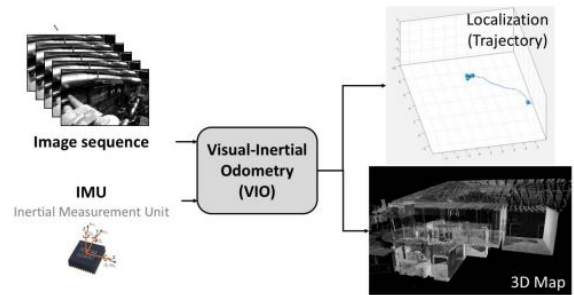 Image sequence
IMU
Inertial Measurement Unit
Visual-Inertial
Odometry
(VIO)
Localization
(Trajectory)
3D Map